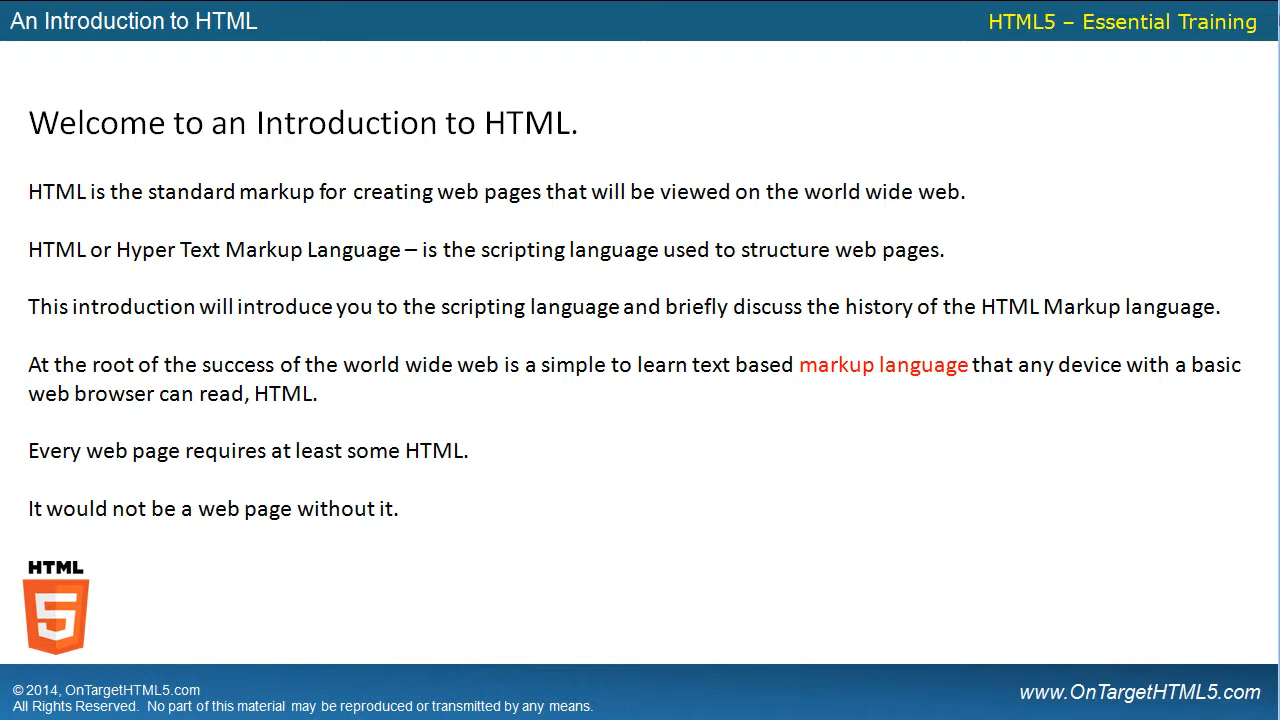 An Introduction to HTML
HTML5 – Essential Training
Welcome to an Introduction to HTML.
HTML is the standard markup for creating web pages that will be viewed on the world wide web.
HTML or Hyper Text Markup Language – is the scripting language used to structure web pages.
This introduction will introduce you to the scripting language and briefly discuss the history of the HTML Markup language.
At the root of the success of the world wide web is a simple to learn text based markup language that any device with a basic
web browser can read, HTML.
Every web page requires at least some HTML.
It would not be a web page without it.
HTML
5
© 2014, OnTargetHTML5.com
All Rights Reserved. No part of this material may be reproduced or transmitted by any means.
www.OnTargetHTML5.com